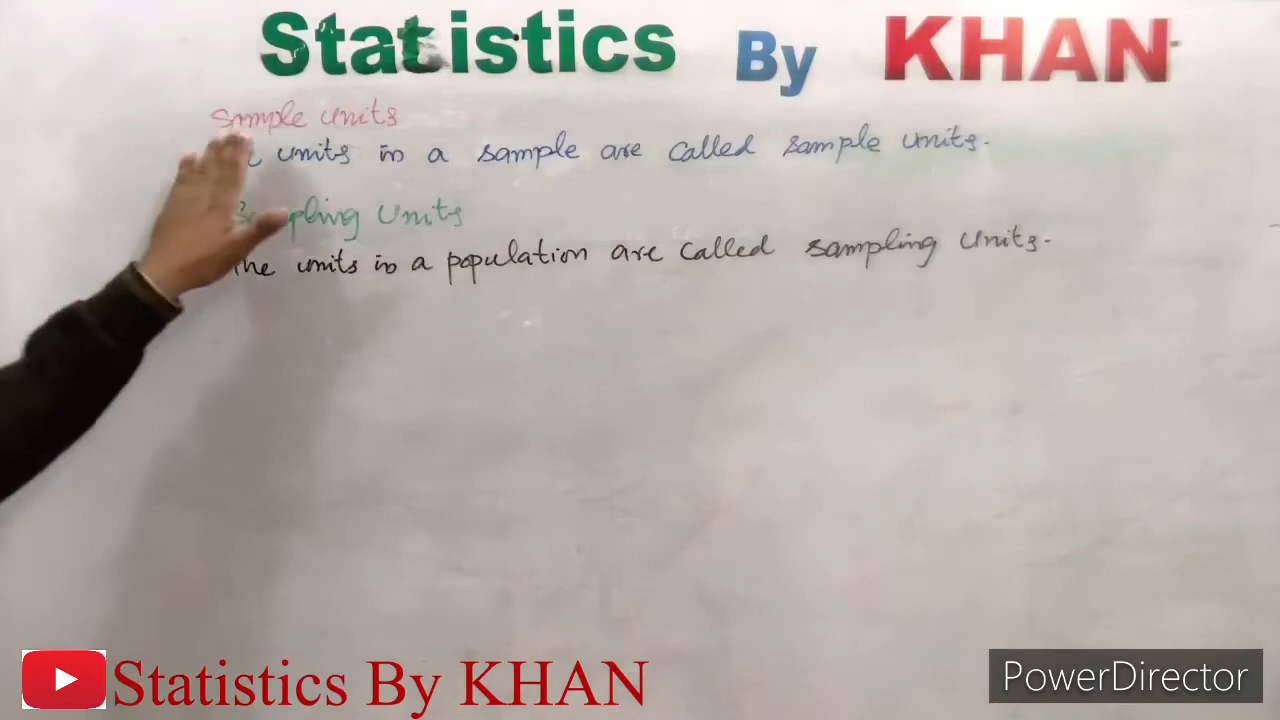 Statistics By KHAN
Sample Units
units in a sample are called sample units.
Sampling Units
The units in a population are called sampling units.
Statistics By KHAN
PowerDirector